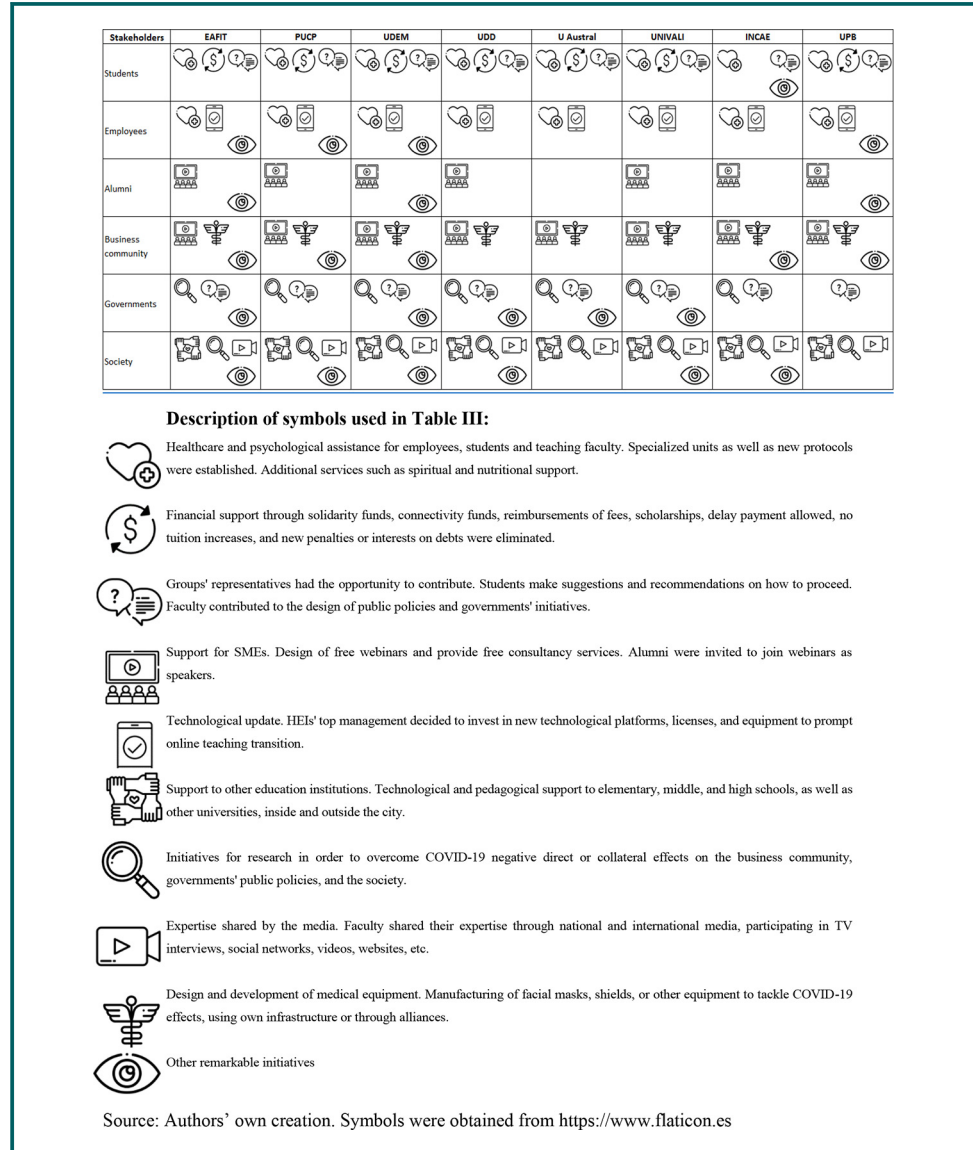 Stakeholders EAFIT PUCP UDEM UDD U Austral UNIVALI INCAE UPB
Students
Employees
Alumni
Business
community
Governments
Society
Description of symbols used in Table III:
Healthcare and psychological assistance for employees, students and teaching faculty. Specialized units as well as new protocols
were established. Additional services such as spiritual and nutritional support.
Financial support through solidarity funds, connectivity funds, reimbursements of fees, scholarships, delay payment allowed, no
tuition increases, and new penalties or interests on debts were eliminated.
Groups' representatives had the opportunity to contribute. Students make suggestions and recommendations on how to proceed.
Faculty contributed to the design of public policies and governments' initiatives.
Support for SMEs. Design of free webinars and provide free consultancy services. Alumni were invited to join webinars as
speakers.
Technological update. HEIs' top management decided to invest in new technological platforms, licenses, and equipment to prompt
online teaching transition.
Support to other education institutions. Technological and pedagogical support to elementary, middle, and high schools, as well as
other universities, inside and outside the city.
Initiatives for research in order to overcome COVID-19 negative direct or collateral effects on the business community,
governments' public policies, and the society.
Expertise shared by the media. Faculty shared their expertise through national and international media, participating in TV
interviews, social networks, videos, websites, etc.
Design and development of medical equipment. Manufacturing of facial masks, shields, or other equipment to tackle COVID-19
effects, using own infrastructure or through alliances.
Other remarkable initiatives
Source: Authors’ own creation. Symbols were obtained from https://www.flaticon.es